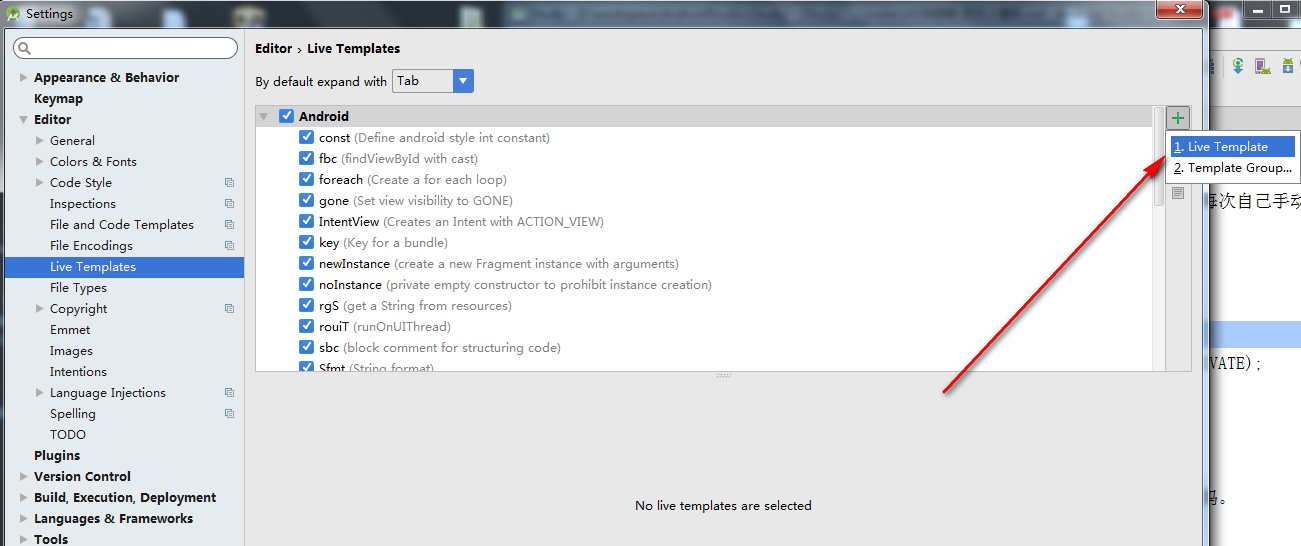 Settings
Editor › Live Templates
By default expand with Tab
Appearance & Behavior
Keymap
Editor
General
Colors & Fonts
Code Style
Inspections
File and Code Templates
File Encodings
Live Templates
File Types
Copyright
Emmet
Images
Intentions
Language Injections
Spelling
TODO
Plugins
Version Control
Build, Execution, Deployment
Languages & Frameworks
Tools
Android
const (Define android style int constant)
fbc (findViewById with cast)
foreach (Create a for each loop)
gone (Set view visibility to GONE)
IntentView (Creates an Intent with ACTION_VIEW)
key (Key for a bundle)
newInstance (create a new Fragment instance with arguments)
noInstance (private empty constructor to prohibit instance creation)
rgS (get a String from resources)
rouiT (runOnUIThread)
sbc (block comment for structuring code)
Sfmt (String format)
No live templates are selected
1. Live Template
2. Template Group...
每次自己手动
VATE);
码。